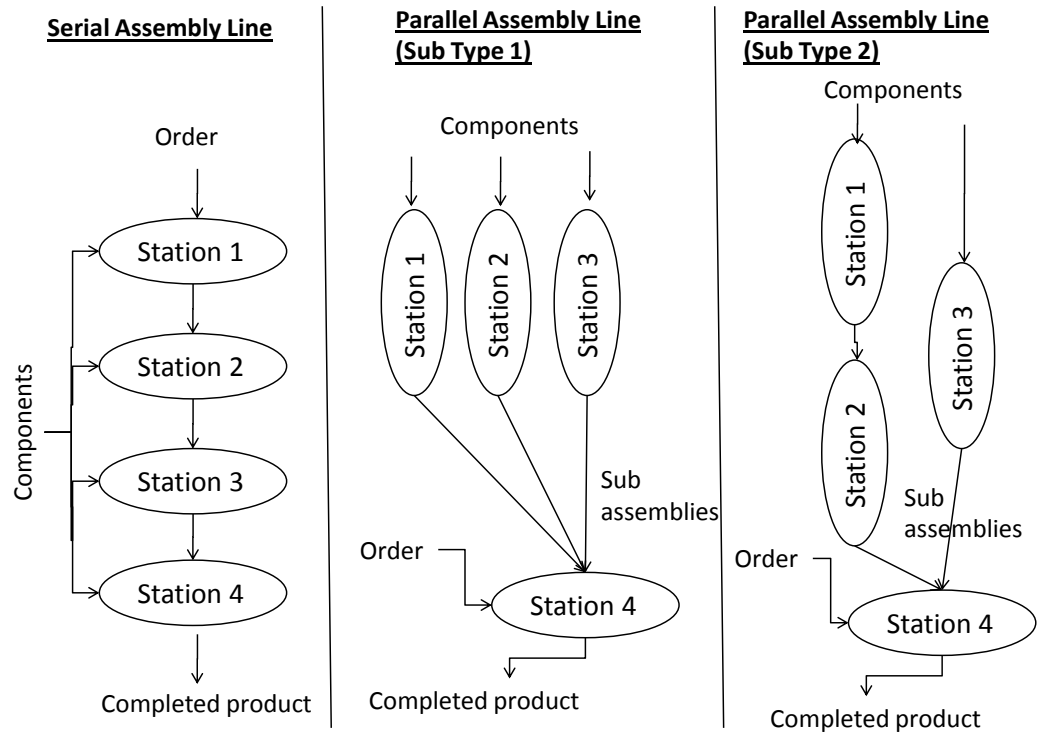 Serial Assembly Line
Order
Components
Station 1
Station 2
Station 3
Station 4
Completed product
Parallel Assembly Line
(Sub Type 1)
Components
Station 1
Station 2
Station 3
Sub
assemblies
Order
Station 4
Completed product
Parallel Assembly Line
(Sub Type 2)
Components
Station 1
Station 3
Station 2
Sub
assemblies
Order
Station 4
Completed product